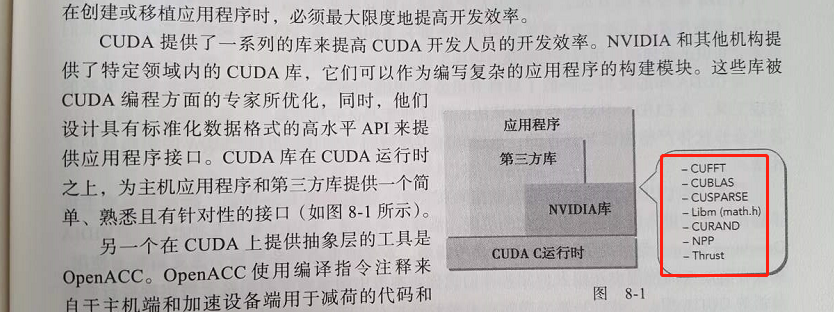 在创建或移植应用程序时，必须最大限度地提高开发效率。
CUDA 提供了一系列的库来提高 CUDA 开发人员的开发效率。NVIDIA 和其他机构提
供了特定领域内的 CUDA 库，它们可以作为编写复杂的应用程序的构建模块。这些库被
CUDA 编程方面的专家所优化，同时，他们
设计具有标准化数据格式的高水平 API 来提
供应用程序接口。CUDA 库在 CUDA 运行时
之上，为主机应用程序和第三方库提供一个简
单、熟悉且有针对性的接口（如图 8-1 所示）。
另一个在 CUDA 上提供抽象层的工具是
OpenACC。OpenACC 使用编译指令注释来
自于主机端和加速设备端用于减荷的代码和
应用程序
第三方库
NVIDIA库
CUDA C运行时
– CUFFT
– CUBLAS
– CUSPARSE
– Libm (math.h)
– CURAND
– NPP
– Thrust
图 8-1